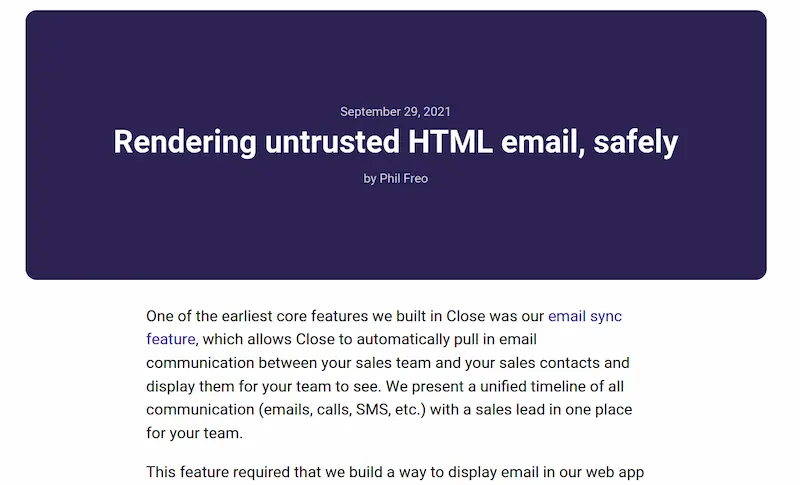 September 29, 2021
Rendering untrusted HTML email, safely
by Phil Freo
One of the earliest core features we built in Close was our email sync
feature, which allows Close to automatically pull in email
communication between your sales team and your sales contacts and
display them for your team to see. We present a unified timeline of all
communication (emails, calls, SMS, etc.) with a sales lead in one place
for your team.
This feature required that we build a way to display email in our web app